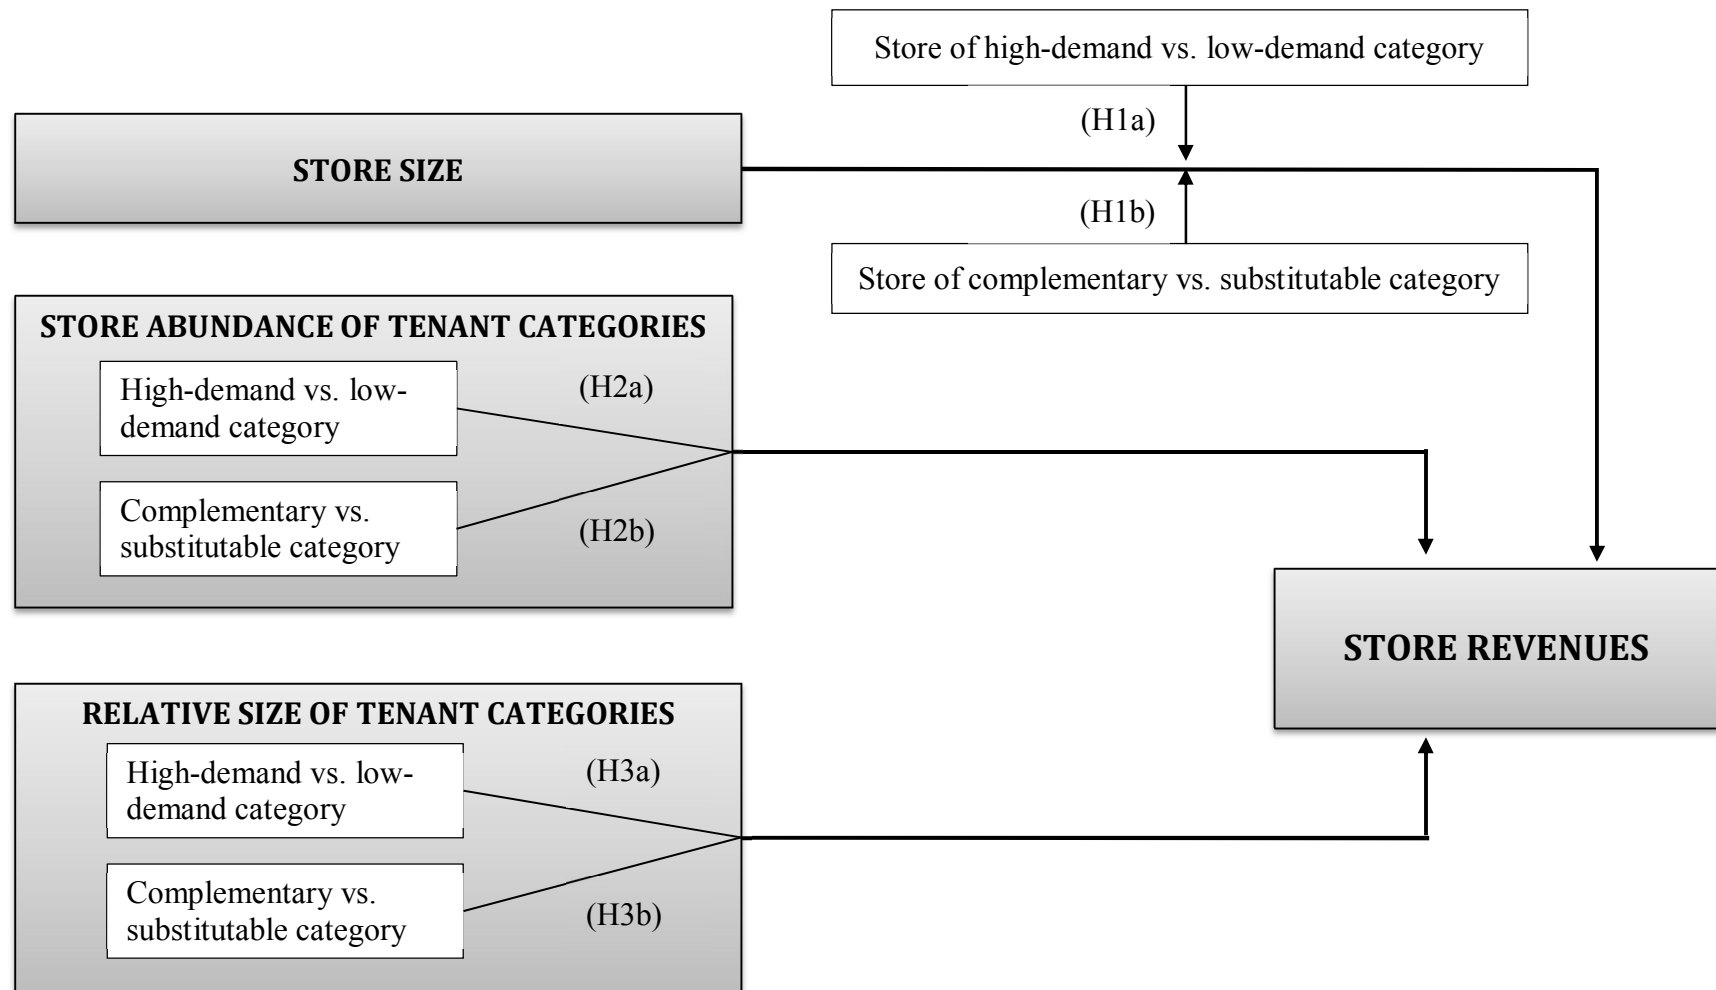 Store of high-demand vs. low-demand category
(H1a)
STORE SIZE
(H1b)
Store of complementary vs. substitutable category
STORE ABUNDANCE OF TENANT CATEGORIES
High-demand vs. low-
demand category
(H2a)
Complementary vs.
substitutable category
(H2b)
STORE REVENUES
RELATIVE SIZE OF TENANT CATEGORIES
High-demand vs. low-
demand category
(H3a)
Complementary vs.
substitutable category
(H3b)